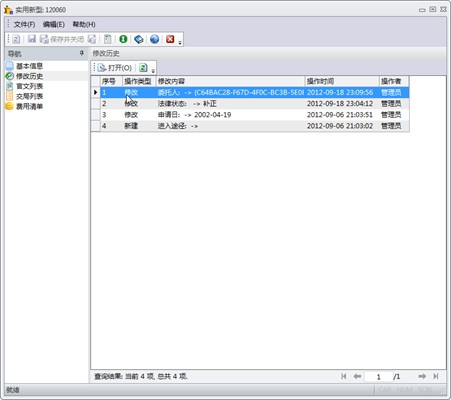 实用新型: 120060
文件(F) 编辑(E) 帮助(H)
保存并关闭
导航
基本信息
修改历史
官文列表
交局列表
费用清单
修改历史
打开(O)
序号 操作类型 修改内容 操作时间 操作者
1 修改 委托人: -> {C64BAC28-F67D-4F0C-BC3B-5E0E 2012-09-18 23:09:56 管理员
2 修改 法律状态: -> 补正 2012-09-18 23:04:12 管理员
3 修改 申请日: -> 2002-04-19 2012-09-06 21:03:51 管理员
4 新建 进入途径: -> 2012-09-06 21:03:02 管理员
查询结果: 当前 4 项, 总共 4 项.
1 /1
就绪
CAP NUM SCRL